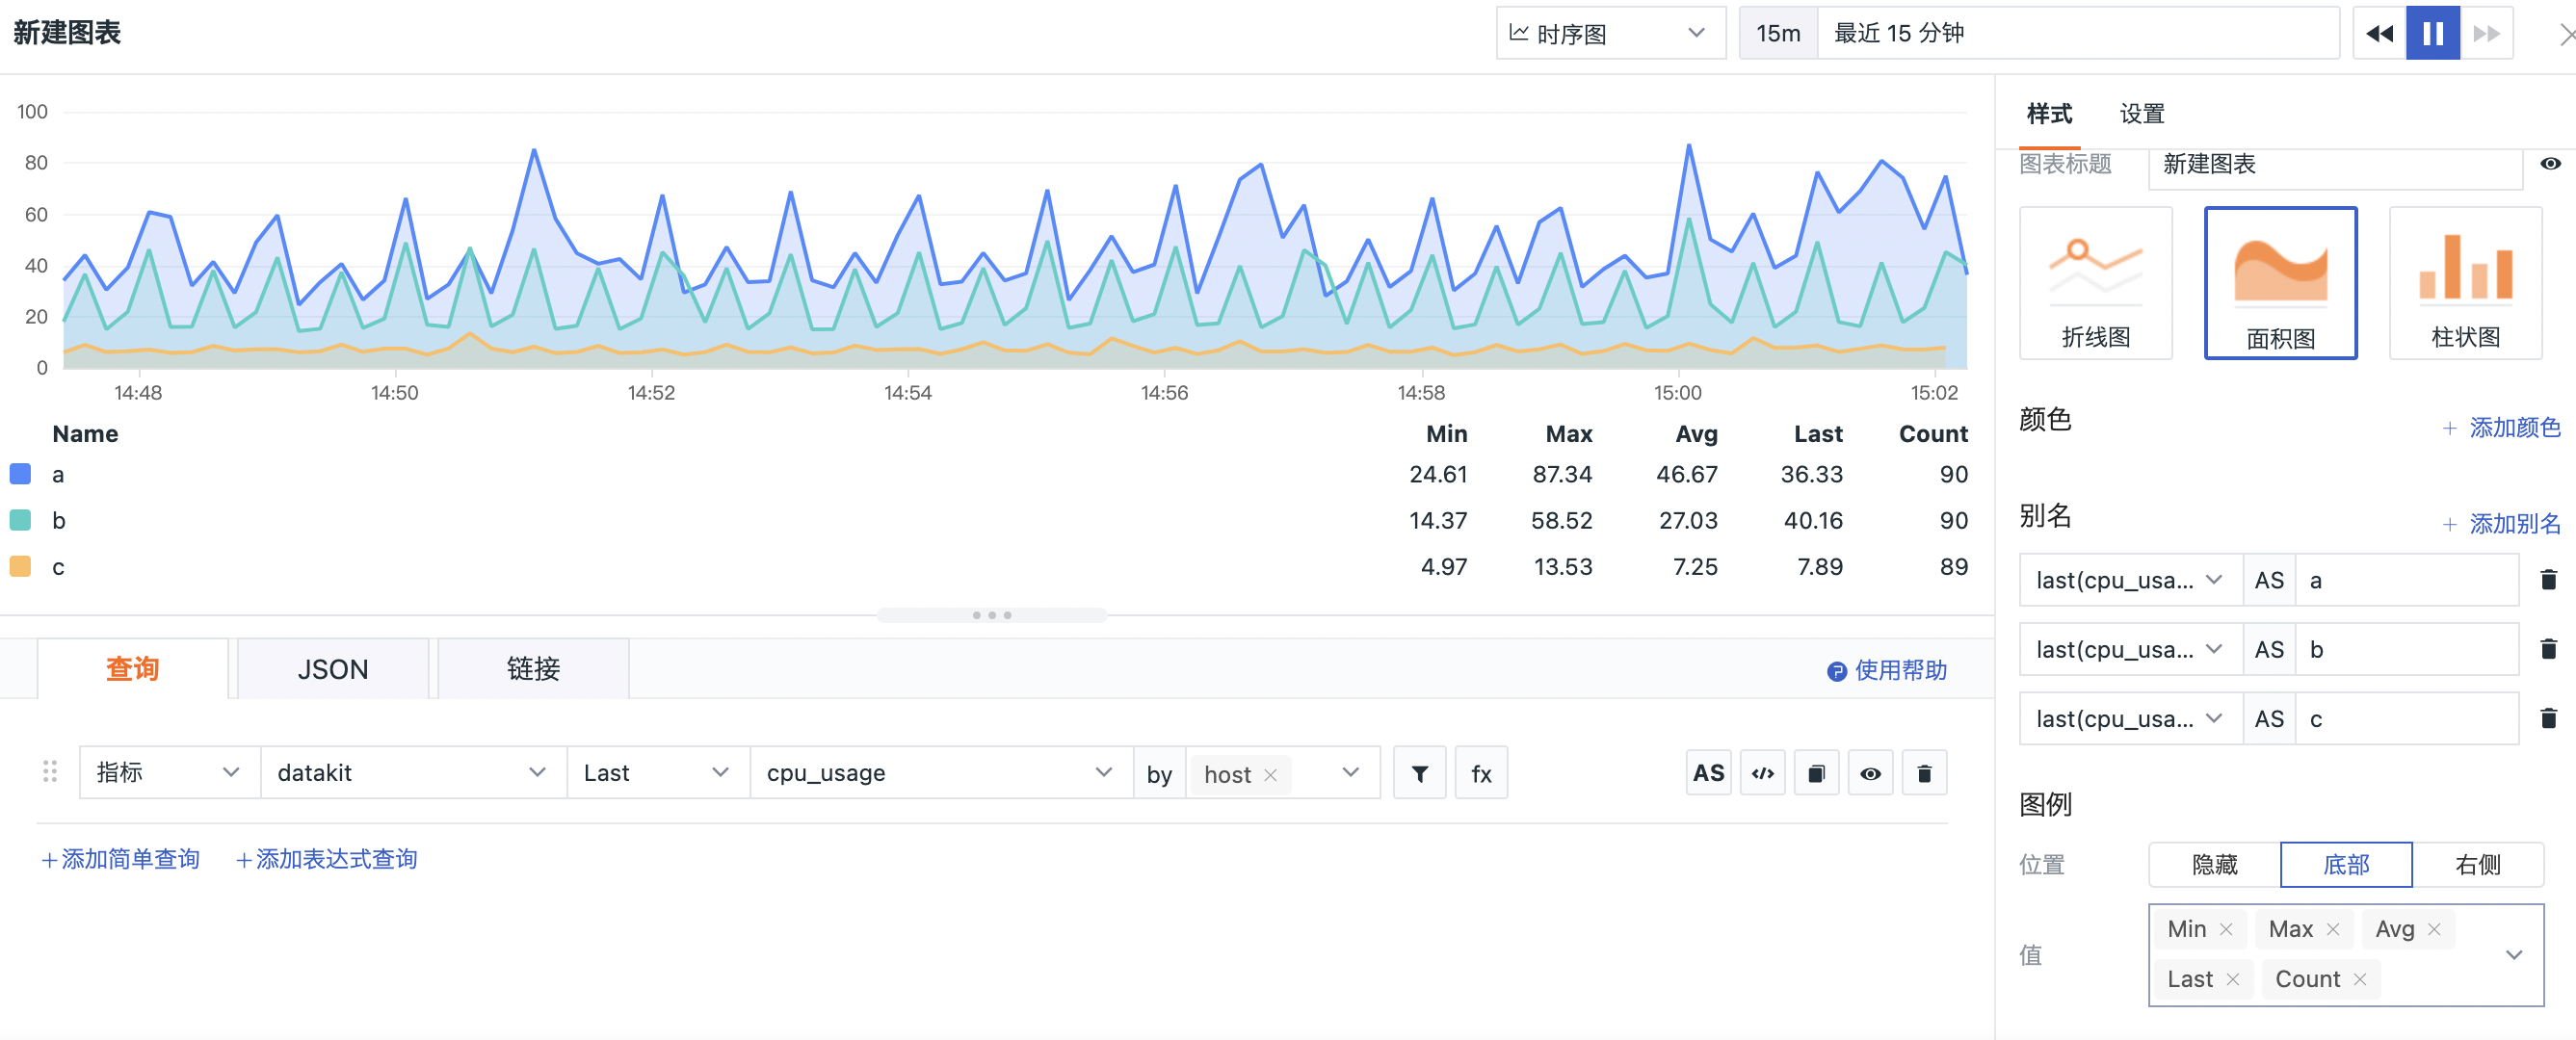 新建图表
时序图
15m 最近 15 分钟
100
80
60
40
20
0
14:48 14:50 14:52 14:54 14:56 14:58 15:00 15:02
Name Min Max Avg Last Count
a 24.61 87.34 46.67 36.33 90
b 14.37 58.52 27.03 40.16 90
c 4.97 13.53 7.25 7.89 89
查询 JSON 链接
使用帮助
指标 datakit Last cpu_usage by host fx AS
添加简单查询 添加表达式查询
样式 设置
图表标题 新建图表
折线图 面积图 柱状图
颜色 + 添加颜色
别名 + 添加别名
last(cpu_usa... AS a
last(cpu_usa... AS b
last(cpu_usa... AS c
图例
位置 隐藏 底部 右侧
值 Min Max Avg
Last Count